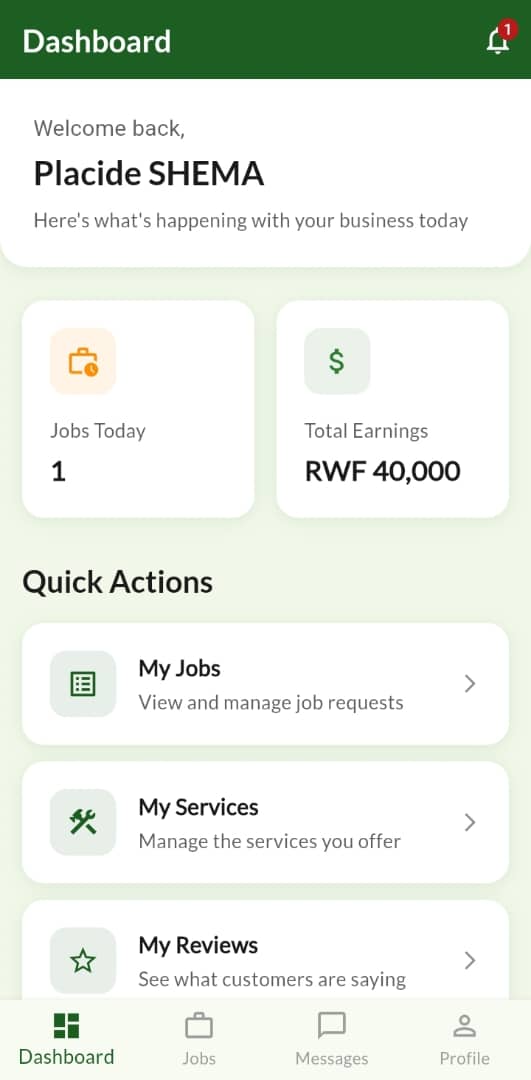 Dashboard
1
Welcome back,
Placide SHEMA
Here's what's happening with your business today
$
Jobs Today
1
Total Earnings
RWF 40,000
Quick Actions
My Jobs
View and manage job requests
My Services
Manage the services you offer
My Reviews
See what customers are saying
Dashboard
Jobs
Messages
Profile